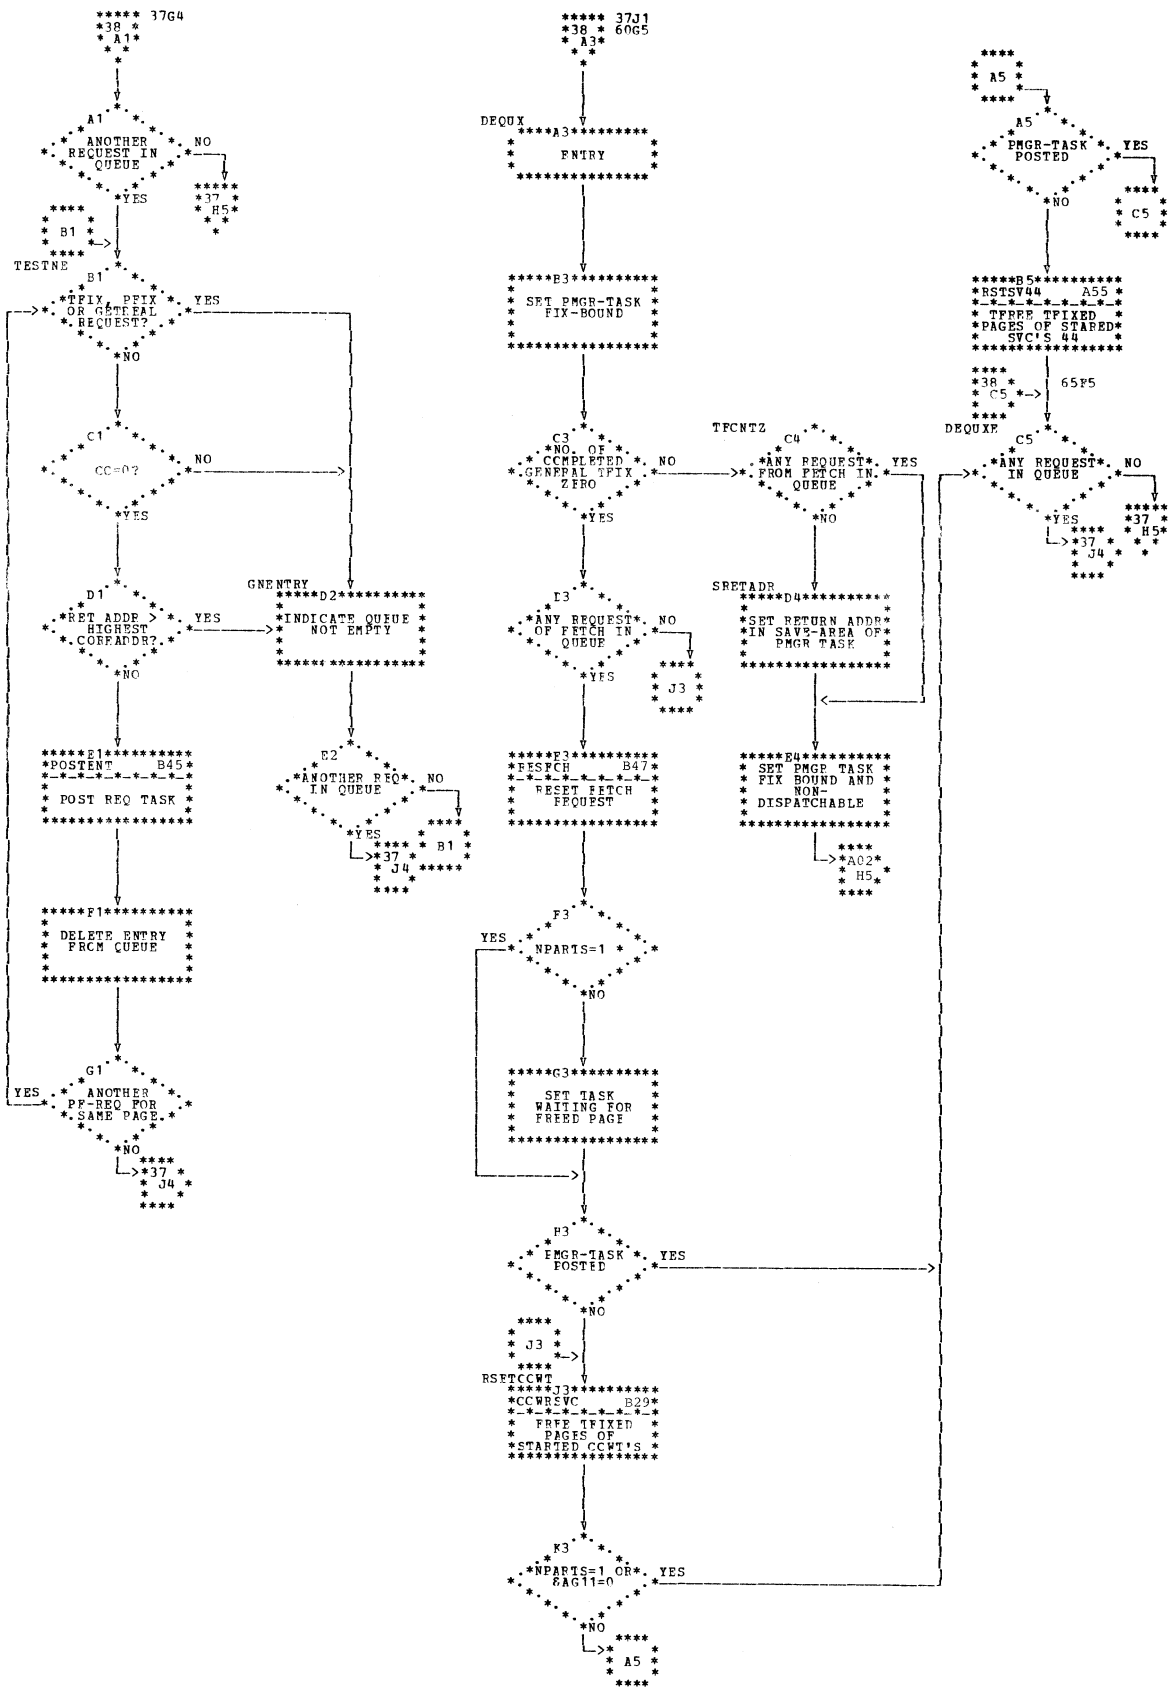 37G4
38
A1
A1
ANOTHER
REQUEST IN
QUEUE
NO
YES
37
H5
B1
TESTNE
B1
TFIX, PFIX
OR GETREAL
REQUEST?
YES
NO
C1
CC=0?
NO
YES
D1
RET ADDR >
HIGHEST
COREADDR?
YES
NO
GNENTRY
D2
INDICATE QUEUE
NOT EMPTY
E1
POSTENT B45
POST REQ TASK
E2
ANOTHER REQ
IN QUEUE
NO
YES
37
J4
B1
F1
DELETE ENTRY
FROM QUEUE
G1
ANOTHER
PF-REQ FOR
SAME PAGE
YES
NO
37
J4
37J1
60G5
38
A3
DEQUX
A3
ENTRY
B3
SET PMGR-TASK
FIX-BOUND
C3
NO. OF
COMPLETED
GENERAL TFIX
ZERO
NO
YES
TFCNTZ
C4
ANY REQUEST
FROM FETCH IN
QUEUE
YES
NO
D3
ANY REQUEST
OF FETCH IN
QUEUE
NO
YES
J3
SRETADR
D4
SET RETURN ADDR
IN SAVE-AREA OF
PMGR TASK
E3
RESFCH B47
RESET FETCH
REQUEST
E4
SET PMGR TASK
FIX BOUND AND
NON-
DISPATCHABLE
A02
H5
F3
YES
NPARTS=1
NO
G3
SET TASK
WAITING FOR
FREED PAGE
H3
PMGR-TASK
POSTED
YES
NO
J3
RSETCCWT
J3
CCWRSVC B29
FREE TFIXED
PAGES OF
STARTED CCWT'S
K3
NPARTS=1 OR
&AG11=0
YES
NO
A5
A5
A5
PMGR-TASK
POSTED
YES
NO
C5
B5
RSTSV44 A55
TFREE TFIXED
PAGES OF STARED
SVC'S 44
38
C5
65F5
DEQUXE
C5
ANY REQUEST
IN QUEUE
NO
YES
37
H5
37
J4